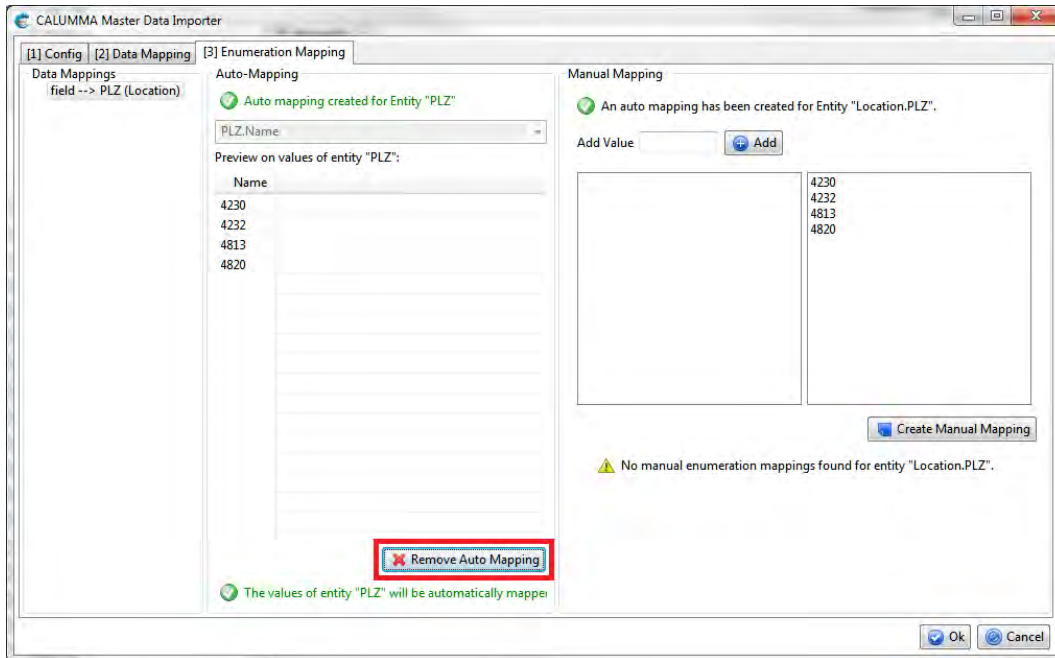 CALUMMA Master Data Importer
[1] Config
[2] Data Mapping
[3] Enumeration Mapping
Data Mappings
field --> PLZ (Location)
Auto-Mapping
Auto mapping created for Entity "PLZ"
PLZ.Name
Preview on values of entity "PLZ":
Name
4230
4232
4813
4820
Remove Auto Mapping
The values of entity "PLZ" will be automatically mapped
Manual Mapping
An auto mapping has been created for Entity "Location.PLZ".
Add Value
Add
4230
4232
4813
4820
Create Manual Mapping
No manual enumeration mappings found for entity "Location.PLZ".
Ok
Cancel